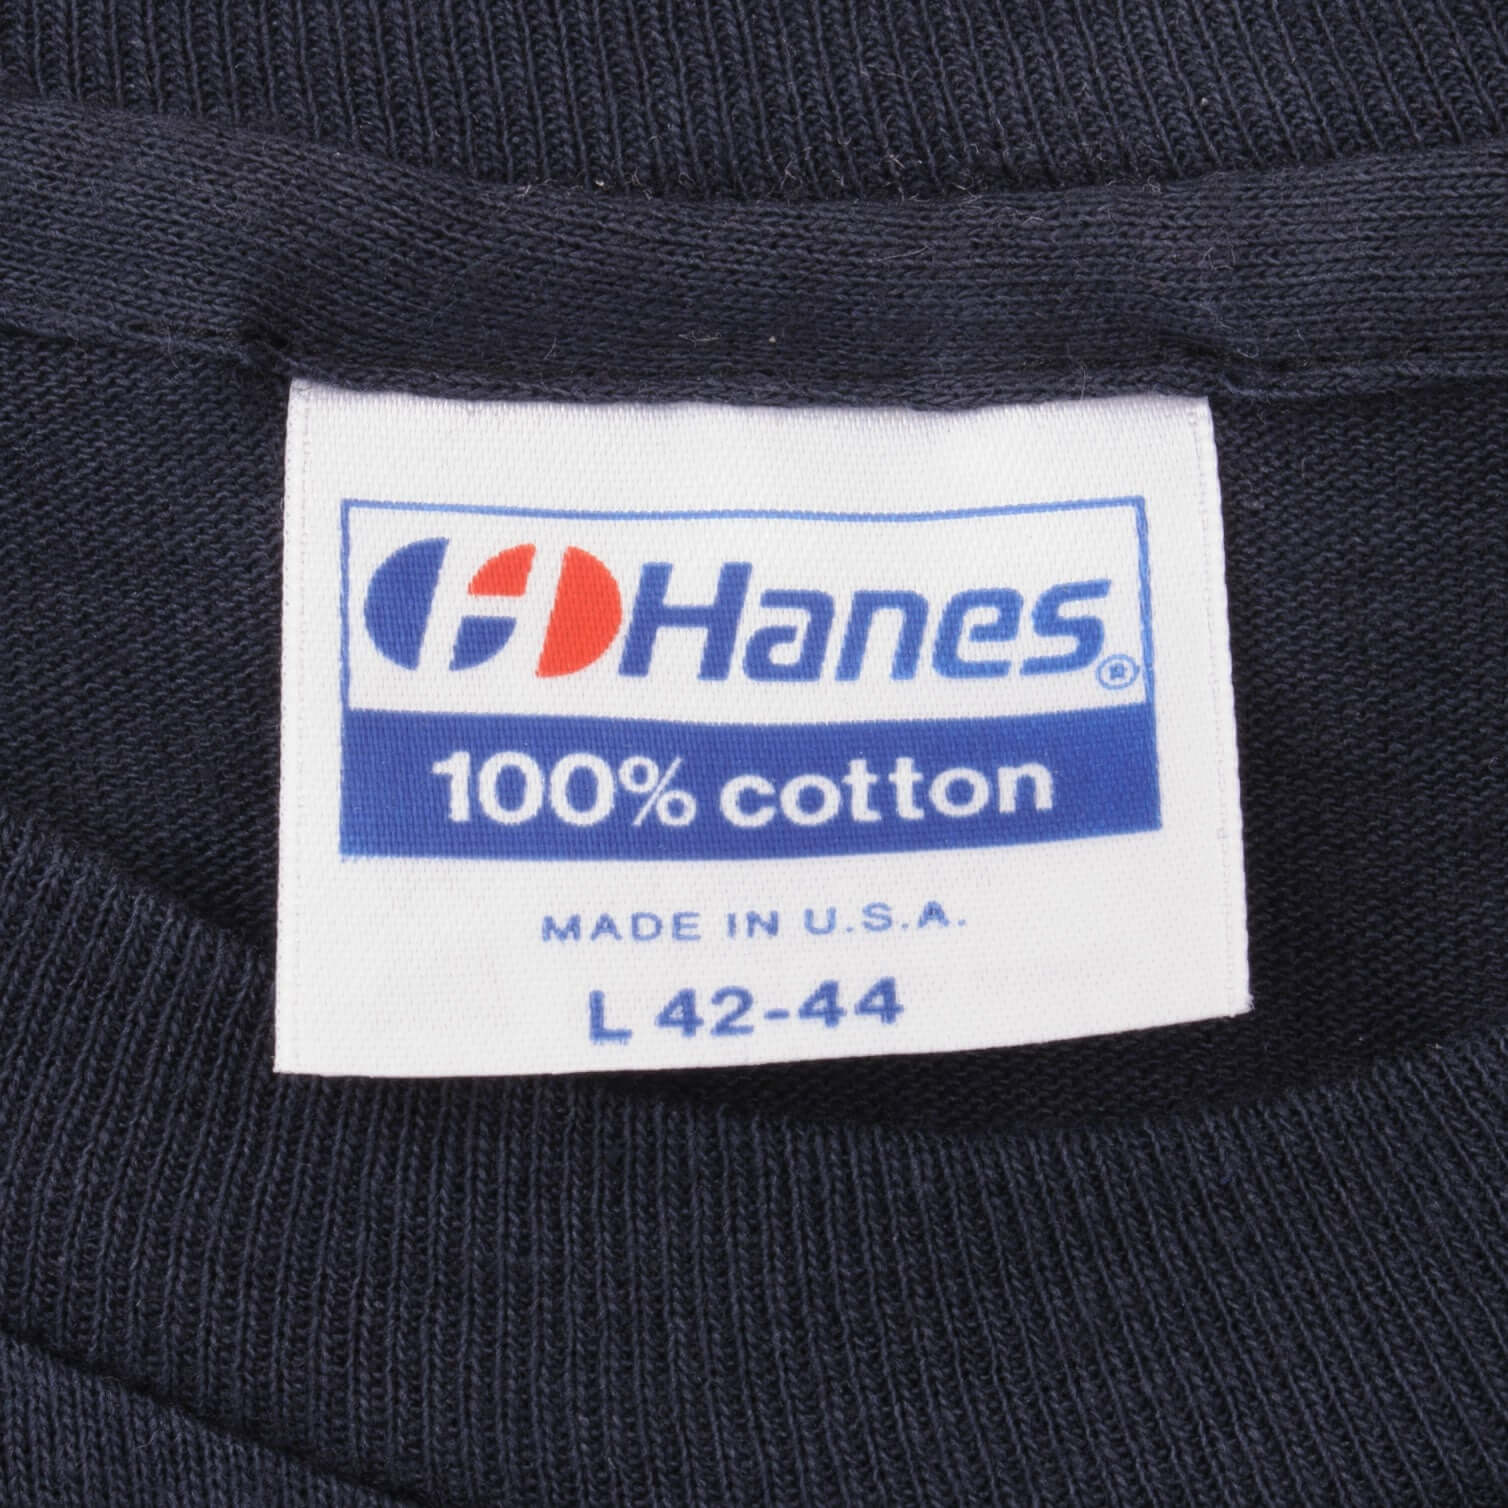 Hanes®
100% cotton
MADE IN U.S.A.
L 42-44